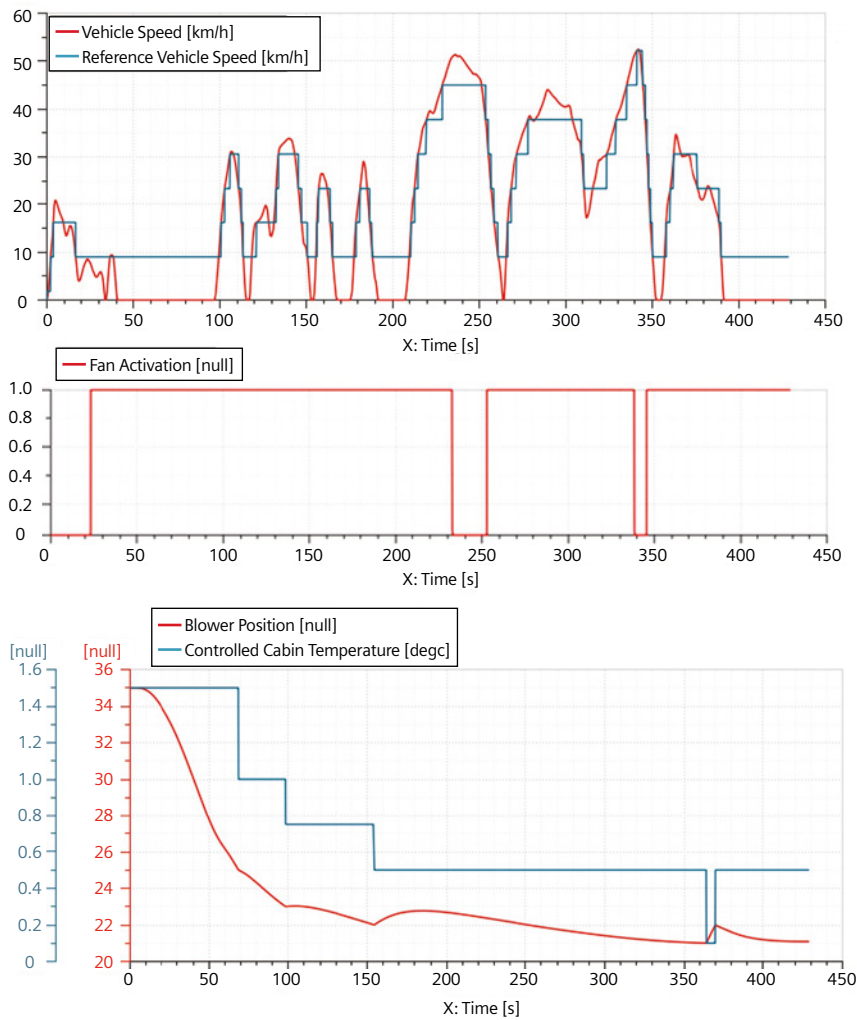 60
Vehicle Speed [km/h]
Reference Vehicle Speed [km/h]
50
40
30
20
10
0
0 50 100 150 200 250 300 350 400 450
X: Time [s]
Fan Activation [null]
1.0
0.8
0.6
0.4
0.2
0
0 50 100 150 200 250 300 350 400 450
X: Time [s]
Blower Position [null]
Controlled Cabin Temperature [degc]
[null] [null]
1.6 36
1.4 34
1.2 32
1.0 30
0.8 28
0.6 26
0.4 23
0.2 22
0 20
0 50 100 150 200 250 300 350 400 450
X: Time [s]